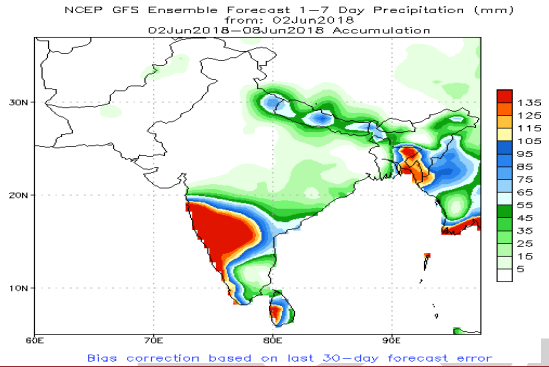 NCEP GFS Ensemble Forecast 1–7 Day Precipitation (mm)
from: 02Jun2018
02Jun2018–08Jun2018 Accumulation
30N
20N
10N
60E 70E 80E 90E
135
125
115
105
95
85
75
65
55
45
35
25
15
5
Bias correction based on last 30–day forecast error